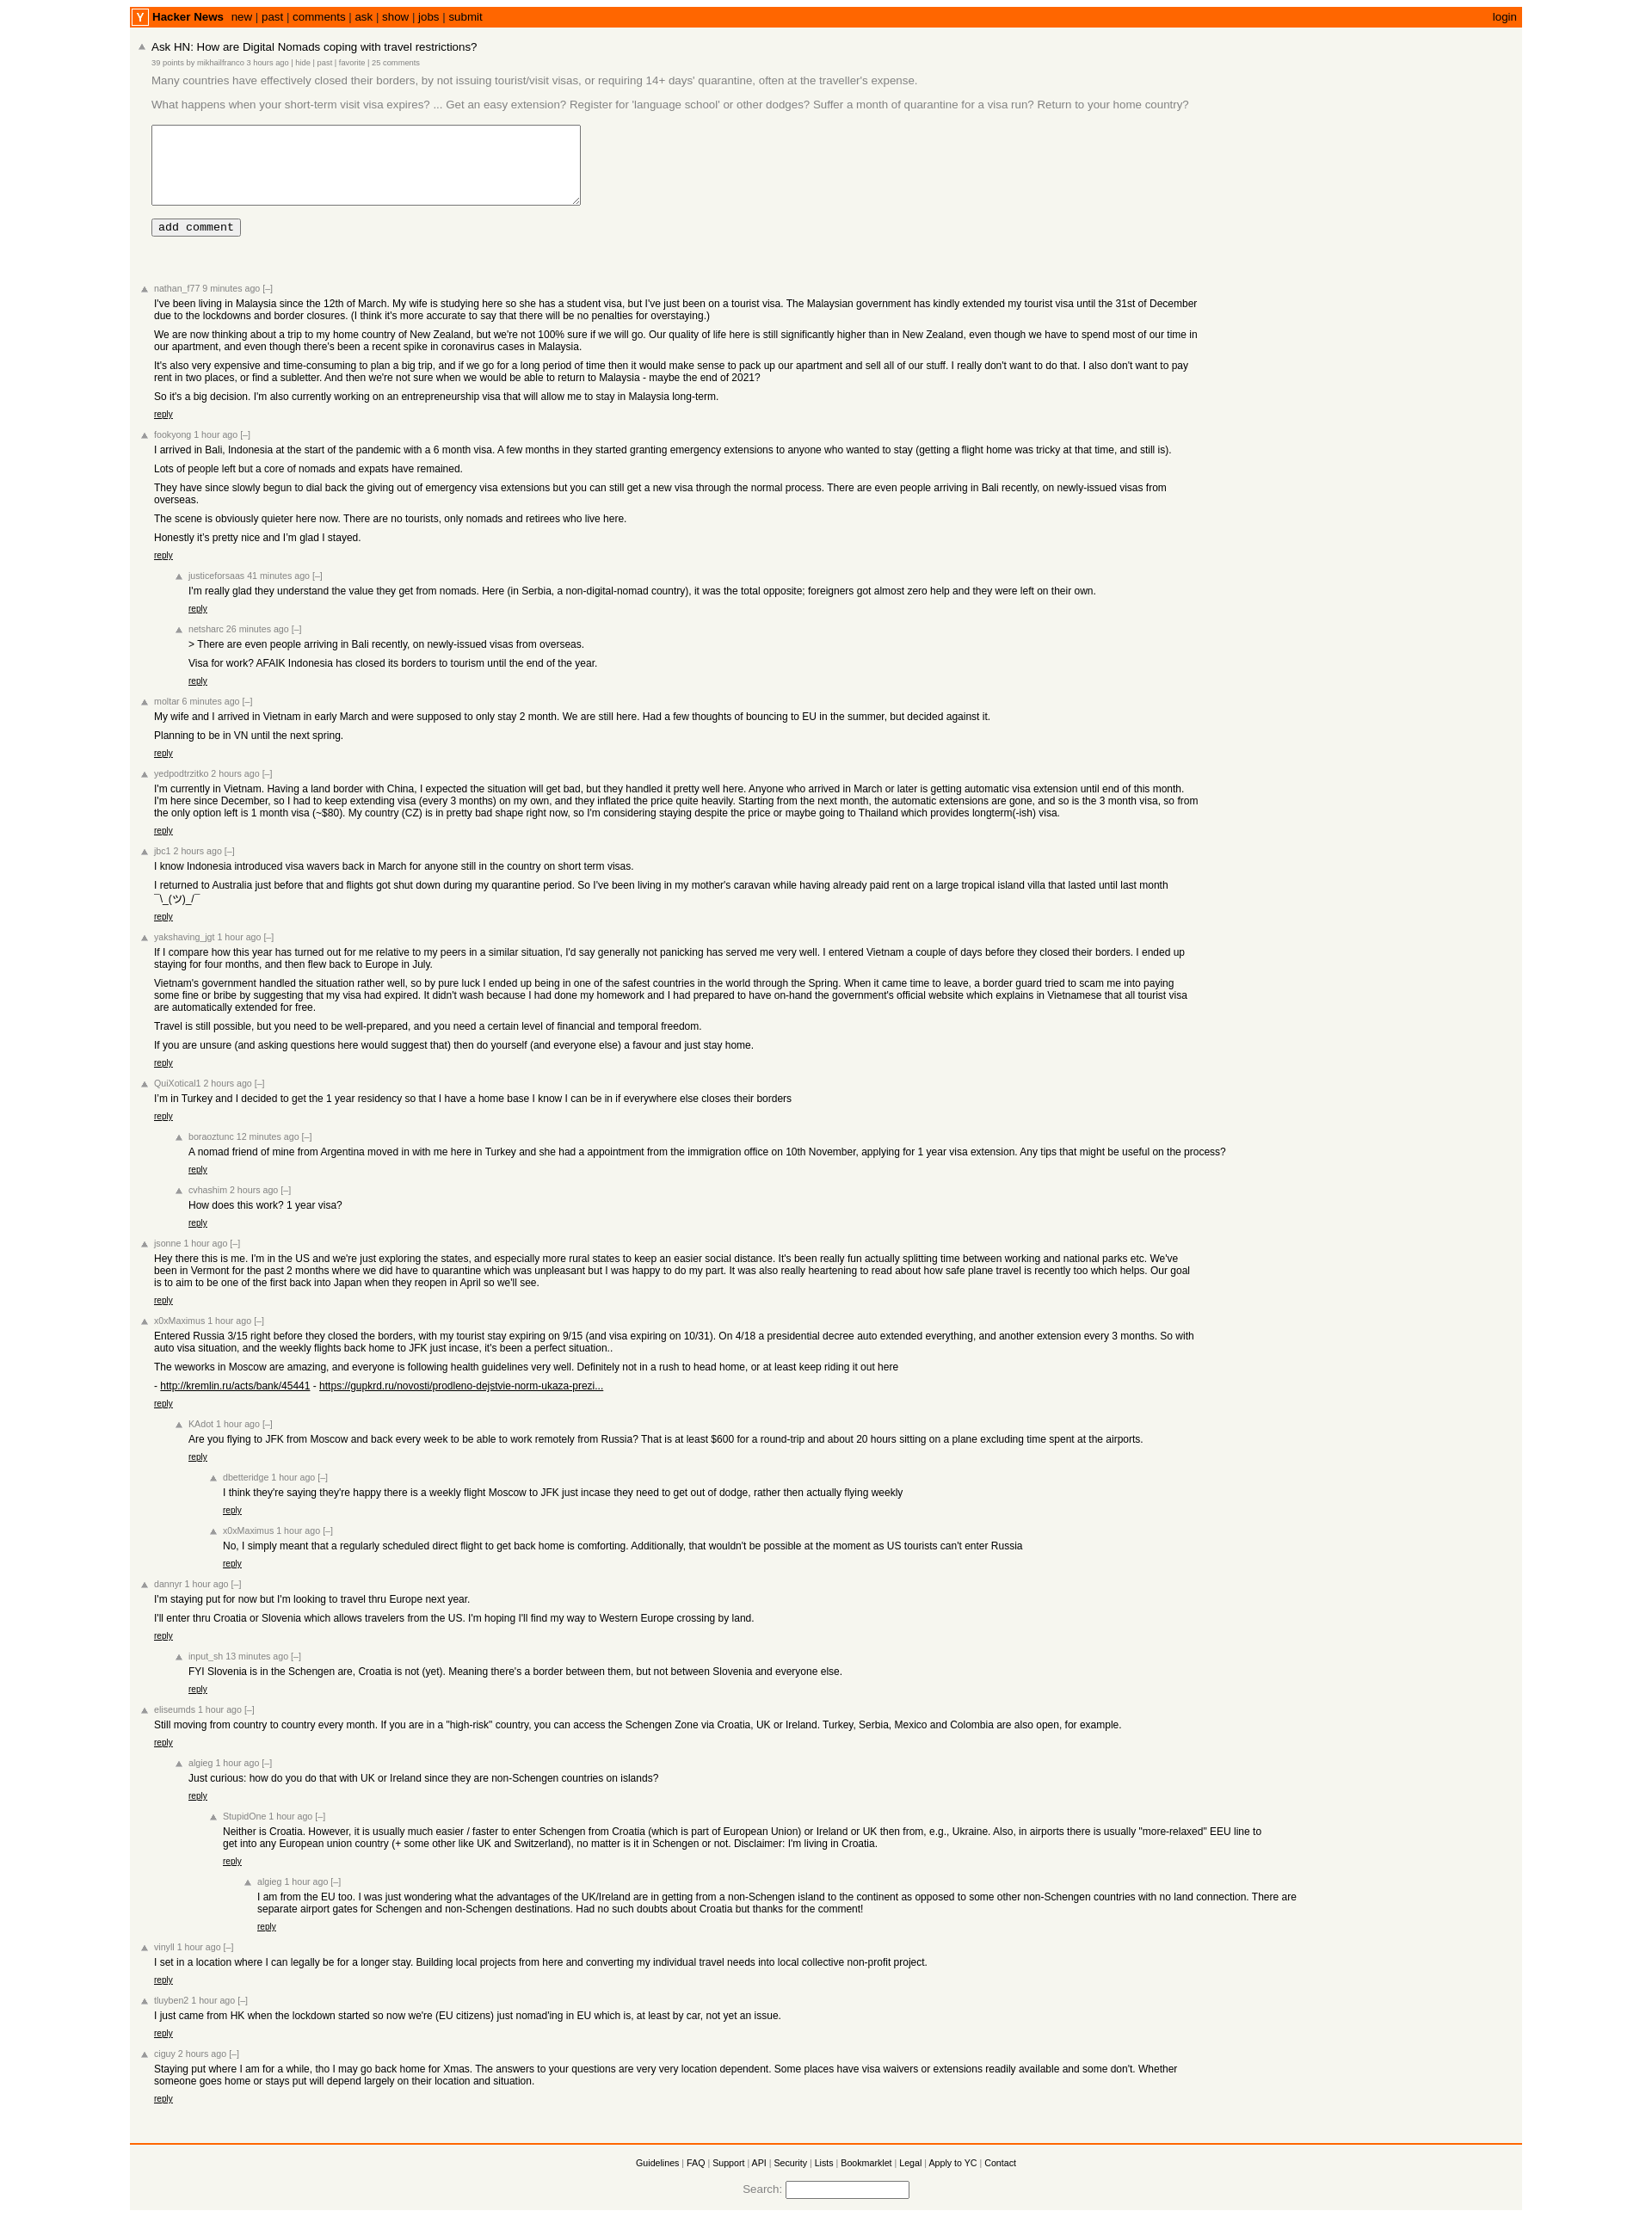 Y Hacker News new | past | comments | ask | show | jobs | submit login
Ask HN: How are Digital Nomads coping with travel restrictions?
39 points by mikhailfranco 3 hours ago | hide | past | favorite | 25 comments
Many countries have effectively closed their borders, by not issuing tourist/visit visas, or requiring 14+ days' quarantine, often at the traveller's expense.
What happens when your short-term visit visa expires? ... Get an easy extension? Register for 'language school' or other dodges? Suffer a month of quarantine for a visa run? Return to your home country?
add comment
nathan_f77 9 minutes ago [–]
I've been living in Malaysia since the 12th of March. My wife is studying here so she has a student visa, but I've just been on a tourist visa. The Malaysian government has kindly extended my tourist visa until the 31st of December
due to the lockdowns and border closures. (I think it's more accurate to say that there will be no penalties for overstaying.)
We are now thinking about a trip to my home country of New Zealand, but we're not 100% sure if we will go. Our quality of life here is still significantly higher than in New Zealand, even though we have to spend most of our time in
our apartment, and even though there's been a recent spike in coronavirus cases in Malaysia.
It's also very expensive and time-consuming to plan a big trip, and if we go for a long period of time then it would make sense to pack up our apartment and sell all of our stuff. I really don't want to do that. I also don't want to pay
rent in two places, or find a subletter. And then we're not sure when we would be able to return to Malaysia - maybe the end of 2021?
So it's a big decision. I'm also currently working on an entrepreneurship visa that will allow me to stay in Malaysia long-term.
reply
fookyong 1 hour ago [–]
I arrived in Bali, Indonesia at the start of the pandemic with a 6 month visa. A few months in they started granting emergency extensions to anyone who wanted to stay (getting a flight home was tricky at that time, and still is).
Lots of people left but a core of nomads and expats have remained.
They have since slowly begun to dial back the giving out of emergency visa extensions but you can still get a new visa through the normal process. There are even people arriving in Bali recently, on newly-issued visas from
overseas.
The scene is obviously quieter here now. There are no tourists, only nomads and retirees who live here.
Honestly it's pretty nice and I'm glad I stayed.
reply
justiceforsaas 41 minutes ago [–]
I'm really glad they understand the value they get from nomads. Here (in Serbia, a non-digital-nomad country), it was the total opposite; foreigners got almost zero help and they were left on their own.
reply
netsharc 26 minutes ago [–]
> There are even people arriving in Bali recently, on newly-issued visas from overseas.
Visa for work? AFAIK Indonesia has closed its borders to tourism until the end of the year.
reply
moltar 6 minutes ago [–]
My wife and I arrived in Vietnam in early March and were supposed to only stay 2 month. We are still here. Had a few thoughts of bouncing to EU in the summer, but decided against it.
Planning to be in VN until the next spring.
reply
yedpodtrzitko 2 hours ago [–]
I'm currently in Vietnam. Having a land border with China, I expected the situation will get bad, but they handled it pretty well here. Anyone who arrived in March or later is getting automatic visa extension until end of this month.
I'm here since December, so I had to keep extending visa (every 3 months) on my own, and they inflated the price quite heavily. Starting from the next month, the automatic extensions are gone, and so is the 3 month visa, so from
the only option left is 1 month visa (~$80). My country (CZ) is in pretty bad shape right now, so I'm considering staying despite the price or maybe going to Thailand which provides longterm(-ish) visa.
reply
jbc1 2 hours ago [–]
I know Indonesia introduced visa wavers back in March for anyone still in the country on short term visas.
I returned to Australia just before that and flights got shut down during my quarantine period. So I've been living in my mother's caravan while having already paid rent on a large tropical island villa that lasted until last month
¯\_(ツ)_/¯
reply
yakshaving_jgt 1 hour ago [–]
If I compare how this year has turned out for me relative to my peers in a similar situation, I'd say generally not panicking has served me very well. I entered Vietnam a couple of days before they closed their borders. I ended up
staying for four months, and then flew back to Europe in July.
Vietnam's government handled the situation rather well, so by pure luck I ended up being in one of the safest countries in the world through the Spring. When it came time to leave, a border guard tried to scam me into paying
some fine or bribe by suggesting that my visa had expired. It didn't wash because I had done my homework and I had prepared to have on-hand the government's official website which explains in Vietnamese that all tourist visa
are automatically extended for free.
Travel is still possible, but you need to be well-prepared, and you need a certain level of financial and temporal freedom.
If you are unsure (and asking questions here would suggest that) then do yourself (and everyone else) a favour and just stay home.
reply
QuiXotical1 2 hours ago [–]
I'm in Turkey and I decided to get the 1 year residency so that I have a home base I know I can be in if everywhere else closes their borders
reply
boraoztunc 12 minutes ago [–]
A nomad friend of mine from Argentina moved in with me here in Turkey and she had a appointment from the immigration office on 10th November, applying for 1 year visa extension. Any tips that might be useful on the process?
reply
cvhashim 2 hours ago [–]
How does this work? 1 year visa?
reply
jsonne 1 hour ago [–]
Hey there this is me. I'm in the US and we're just exploring the states, and especially more rural states to keep an easier social distance. It's been really fun actually splitting time between working and national parks etc. We've
been in Vermont for the past 2 months where we did have to quarantine which was unpleasant but I was happy to do my part. It was also really heartening to read about how safe plane travel is recently too which helps. Our goal
is to aim to be one of the first back into Japan when they reopen in April so we'll see.
reply
x0xMaximus 1 hour ago [–]
Entered Russia 3/15 right before they closed the borders, with my tourist stay expiring on 9/15 (and visa expiring on 10/31). On 4/18 a presidential decree auto extended everything, and another extension every 3 months. So with
auto visa situation, and the weekly flights back home to JFK just incase, it's been a perfect situation..
The weworks in Moscow are amazing, and everyone is following health guidelines very well. Definitely not in a rush to head home, or at least keep riding it out here
- http://kremlin.ru/acts/bank/45441 - https://gupkrd.ru/novosti/prodleno-dejstvie-norm-ukaza-prezi...
reply
KAdot 1 hour ago [–]
Are you flying to JFK from Moscow and back every week to be able to work remotely from Russia? That is at least $600 for a round-trip and about 20 hours sitting on a plane excluding time spent at the airports.
reply
dbetteridge 1 hour ago [–]
I think they're saying they're happy there is a weekly flight Moscow to JFK just incase they need to get out of dodge, rather then actually flying weekly
reply
x0xMaximus 1 hour ago [–]
No, I simply meant that a regularly scheduled direct flight to get back home is comforting. Additionally, that wouldn't be possible at the moment as US tourists can't enter Russia
reply
dannyr 1 hour ago [–]
I'm staying put for now but I'm looking to travel thru Europe next year.
I'll enter thru Croatia or Slovenia which allows travelers from the US. I'm hoping I'll find my way to Western Europe crossing by land.
reply
input_sh 13 minutes ago [–]
FYI Slovenia is in the Schengen are, Croatia is not (yet). Meaning there's a border between them, but not between Slovenia and everyone else.
reply
eliseumds 1 hour ago [–]
Still moving from country to country every month. If you are in a "high-risk" country, you can access the Schengen Zone via Croatia, UK or Ireland. Turkey, Serbia, Mexico and Colombia are also open, for example.
reply
algieg 1 hour ago [–]
Just curious: how do you do that with UK or Ireland since they are non-Schengen countries on islands?
reply
StupidOne 1 hour ago [–]
Neither is Croatia. However, it is usually much easier / faster to enter Schengen from Croatia (which is part of European Union) or Ireland or UK then from, e.g., Ukraine. Also, in airports there is usually "more-relaxed" EEU line to
get into any European union country (+ some other like UK and Switzerland), no matter is it in Schengen or not. Disclaimer: I'm living in Croatia.
reply
algieg 1 hour ago [–]
I am from the EU too. I was just wondering what the advantages of the UK/Ireland are in getting from a non-Schengen island to the continent as opposed to some other non-Schengen countries with no land connection. There are
separate airport gates for Schengen and non-Schengen destinations. Had no such doubts about Croatia but thanks for the comment!
reply
vinyll 1 hour ago [–]
I set in a location where I can legally be for a longer stay. Building local projects from here and converting my individual travel needs into local collective non-profit project.
reply
tluyben2 1 hour ago [–]
I just came from HK when the lockdown started so now we're (EU citizens) just nomad'ing in EU which is, at least by car, not yet an issue.
reply
ciguy 2 hours ago [–]
Staying put where I am for a while, tho I may go back home for Xmas. The answers to your questions are very very location dependent. Some places have visa waivers or extensions readily available and some don't. Whether
someone goes home or stays put will depend largely on their location and situation.
reply
Guidelines | FAQ | Support | API | Security | Lists | Bookmarklet | Legal | Apply to YC | Contact
Search: